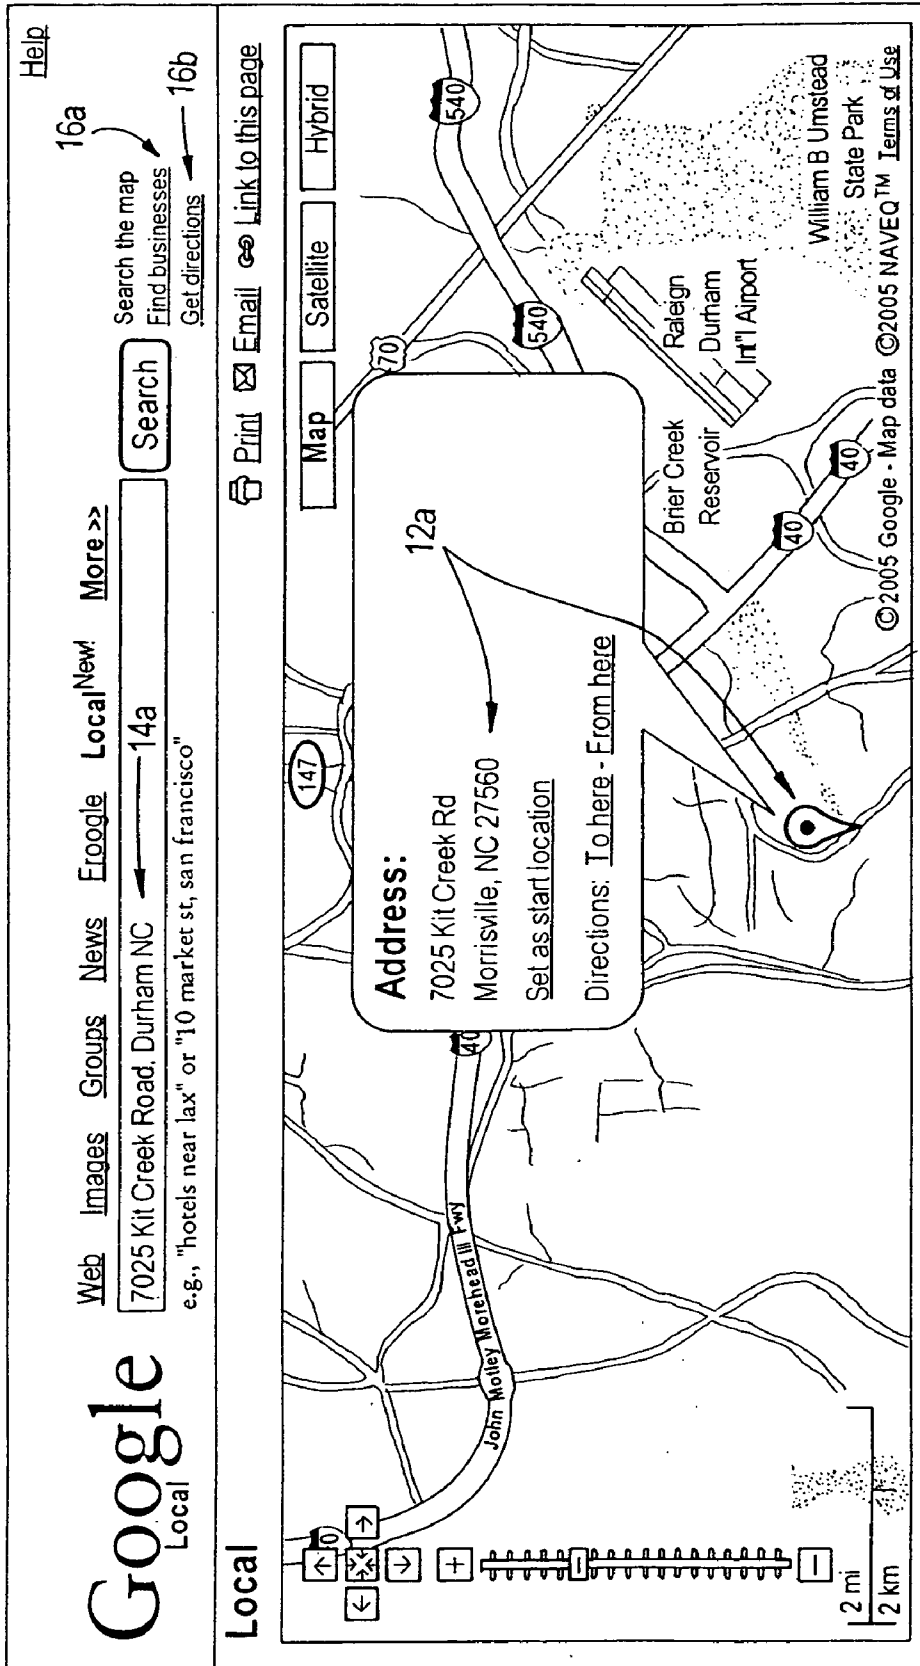 Help
16a
Web Images Groups News Froogle Local New! More >>
Google
Local
7025 Kit Creek Road, Durham NC
14a
Search
Search the map
Find businesses
Get directions
16b
e.g., "hotels near lax" or "10 market st, san francisco"
Local
Print Email Link to this page
Map Satellite Hybrid
147
70
540
540
12a
Address:
7025 Kit Creek Rd
Morrisville, NC 27560
Set as start location
Directions: To here - From here
40
John Motley Morehead III Fwy
Raleign
Durham
Int'l Airport
Brier Creek
Reservoir
40
40
William B Umstead
State Park
+
−
2 mi
2 km
©2005 Google - Map data ©2005 NAVEQ™ Terms of Use